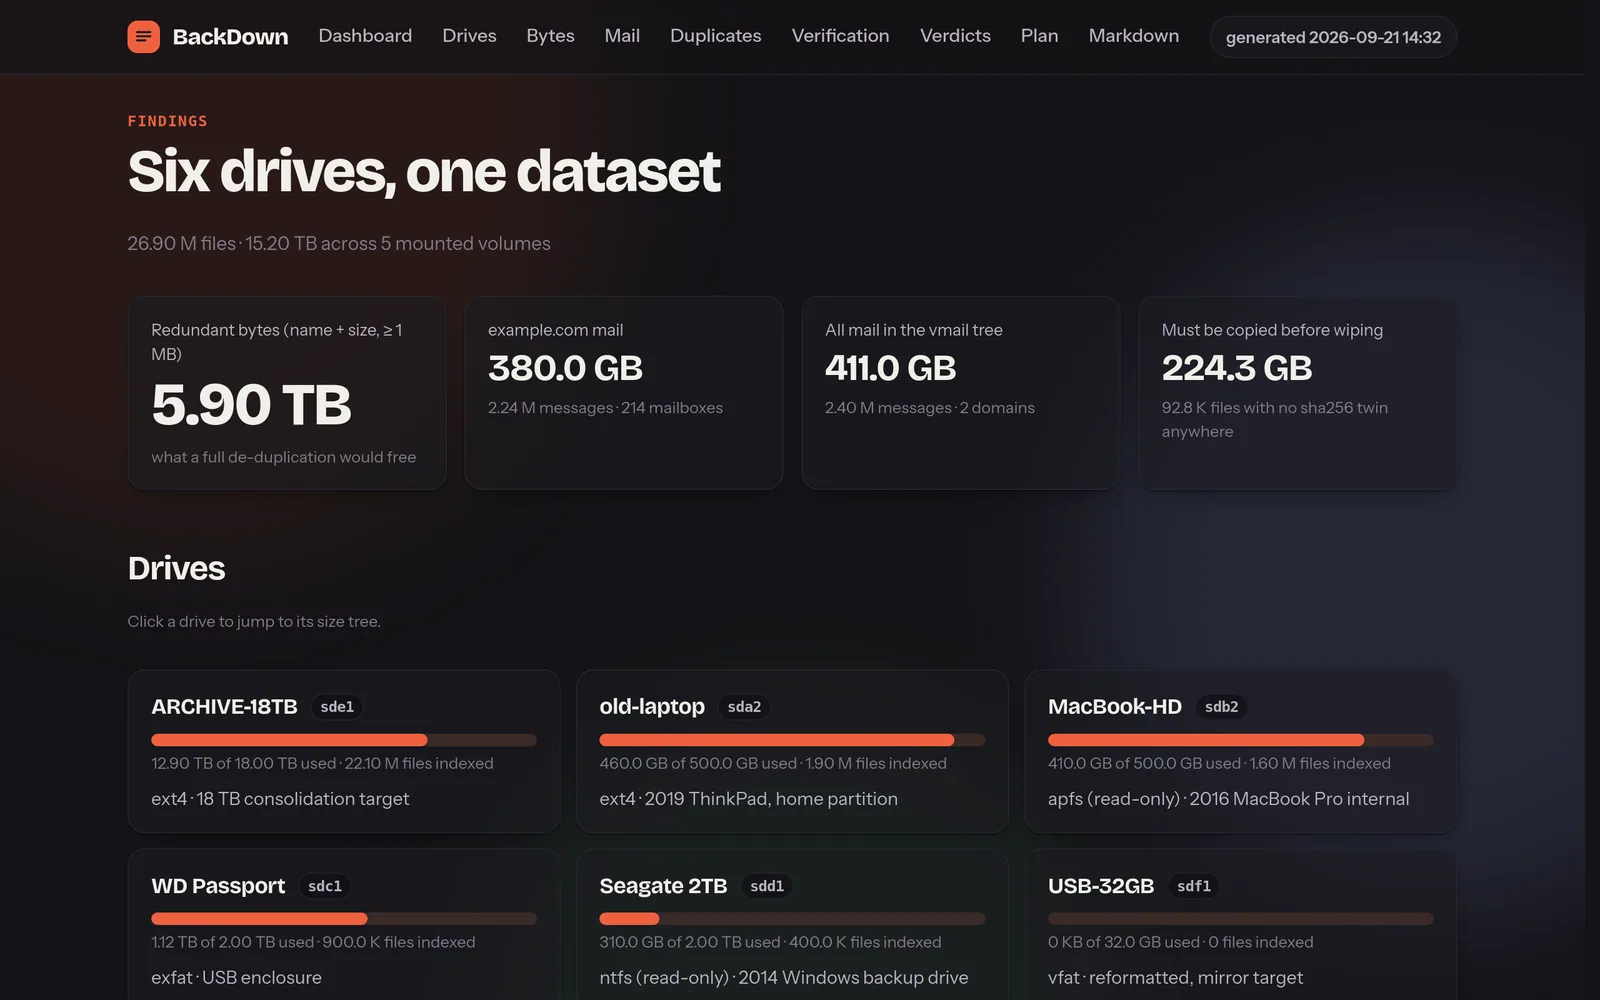 BackDown
Dashboard
Drives
Bytes
Mail
Duplicates
Verification
Verdicts
Plan
Markdown
generated 2026-09-21 14:32
FINDINGS
Six drives, one dataset
26.90 M files · 15.20 TB across 5 mounted volumes
Redundant bytes (name + size, ≥ 1
MB)
5.90 TB
what a full de-duplication would free
example.com mail
380.0 GB
2.24 M messages · 214 mailboxes
All mail in the vmail tree
411.0 GB
2.40 M messages · 2 domains
Must be copied before wiping
224.3 GB
92.8 K files with no sha256 twin
anywhere
Drives
Click a drive to jump to its size tree.
ARCHIVE-18TB sde1
12.90 TB of 18.00 TB used · 22.10 M files indexed
ext4 · 18 TB consolidation target
old-laptop sda2
460.0 GB of 500.0 GB used · 1.90 M files indexed
ext4 · 2019 ThinkPad, home partition
MacBook-HD sdb2
410.0 GB of 500.0 GB used · 1.60 M files indexed
apfs (read-only) · 2016 MacBook Pro internal
WD Passport sdc1
1.12 TB of 2.00 TB used · 900.0 K files indexed
exfat · USB enclosure
Seagate 2TB sdd1
310.0 GB of 2.00 TB used · 400.0 K files indexed
ntfs (read-only) · 2014 Windows backup drive
USB-32GB sdf1
0 KB of 32.0 GB used · 0 files indexed
vfat · reformatted, mirror target